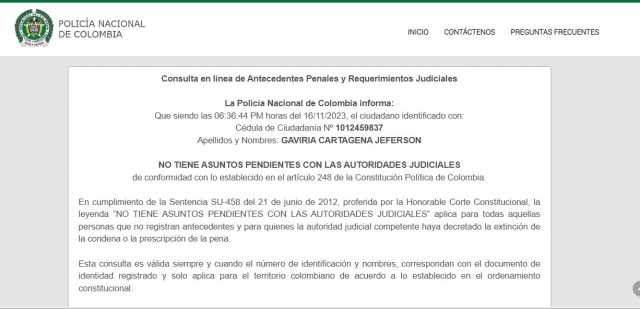 POLICÍA NACIONAL
DE COLOMBIA
INICIO CONTÁCTENOS PREGUNTAS FRECUENTES
Consulta en línea de Antecedentes Penales y Requerimientos Judiciales
La Policía Nacional de Colombia informa:
Que siendo las 06:36:44 PM horas del 16/11/2023, el ciudadano identificado con:
Cédula de Ciudadanía Nº 1012459837
Apellidos y Nombres: GAVIRIA CARTAGENA JEFERSON
NO TIENE ASUNTOS PENDIENTES CON LAS AUTORIDADES JUDICIALES
de conformidad con lo establecido en el artículo 248 de la Constitución Política de Colombia.
En cumplimiento de la Sentencia SU-458 del 21 de junio de 2012, proferida por la Honorable Corte Constitucional, la
leyenda “NO TIENE ASUNTOS PENDIENTES CON LAS AUTORIDADES JUDICIALES” aplica para todas aquellas
personas que no registran antecedentes y para quienes la autoridad judicial competente haya decretado la extinción de
la condena o la prescripción de la pena.
Esta consulta es válida siempre y cuando el número de identificación y nombres, correspondan con el documento de
identidad registrado y solo aplica para el territorio colombiano de acuerdo a lo establecido en el ordenamiento
constitucional.